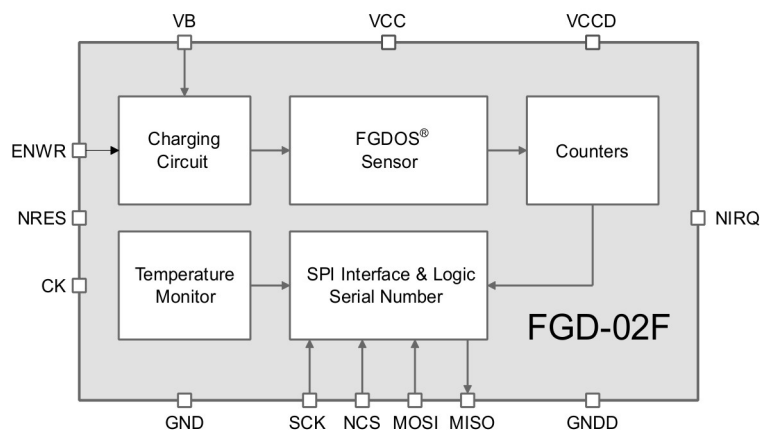 VB VCC VCCD
ENWR
Charging
Circuit
FGDOS®
Sensor
Counters
NRES
NIRQ
CK
Temperature
Monitor
SPI Interface & Logic
Serial Number
FGD-02F
GND SCK NCS MOSI MISO GNDD